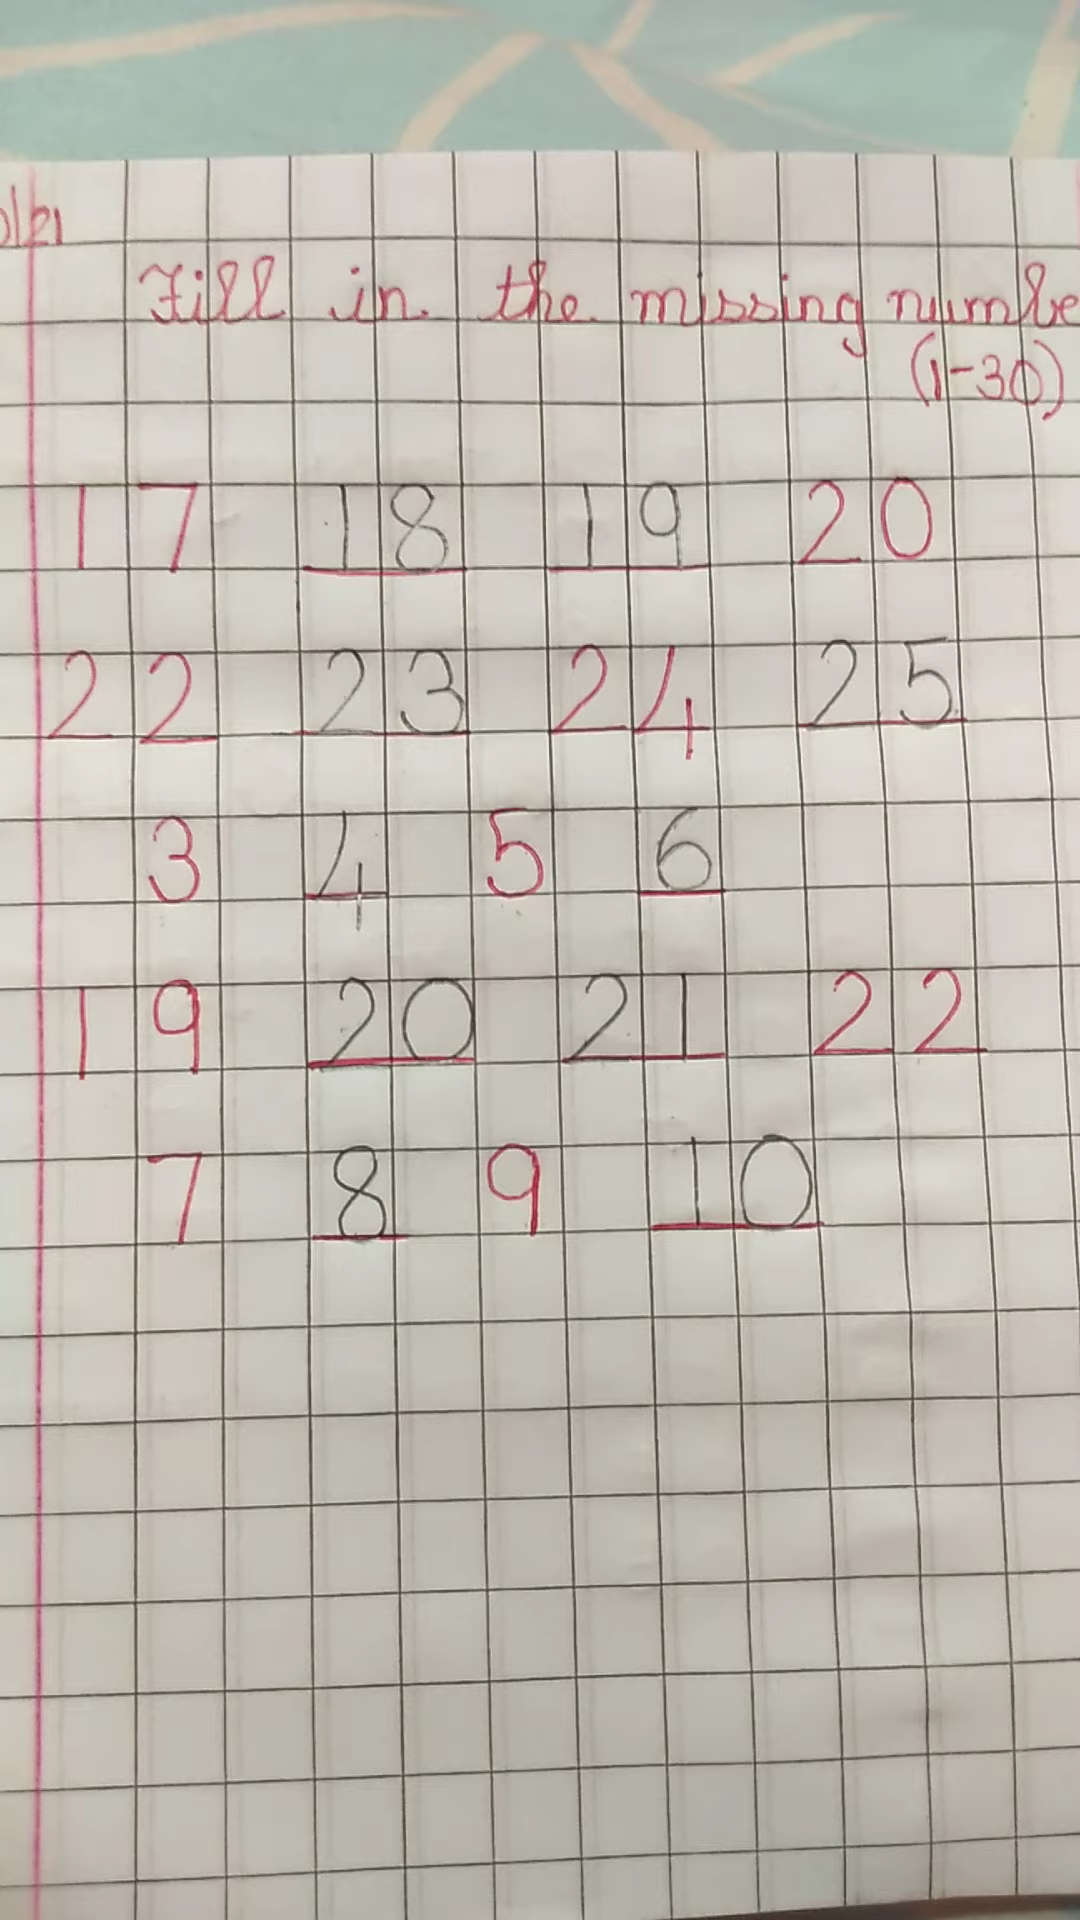 Fill in the missing numbe
(1-30)
17 18 19 20
22 23 24 25
3 4 5 6
19 20 21 22
7 8 9 10